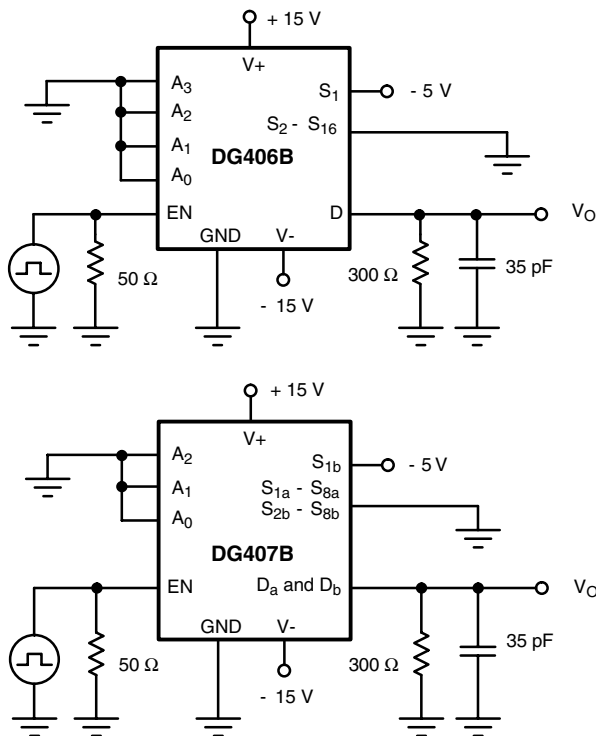 + 15 V
V+
A3
S1
- 5 V
A2
S2 - S16
A1
DG406B
A0
EN
D
VO
GND
V-
50 Ω
300 Ω
35 pF
- 15 V
+ 15 V
V+
A2
S1b
- 5 V
A1
S1a - S8a
A0
S2b - S8b
DG407B
EN
Da and Db
VO
GND
V-
50 Ω
300 Ω
35 pF
- 15 V